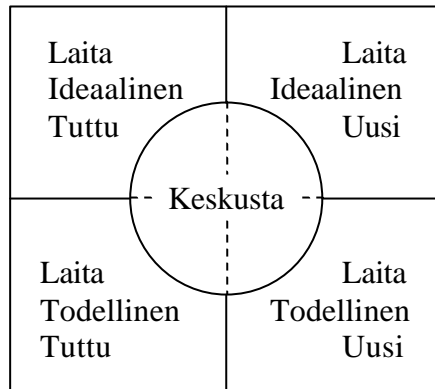 Laita
Ideaalinen
Tuttu
Laita
Ideaalinen
Uusi
Keskusta
Laita
Todellinen
Tuttu
Laita
Todellinen
Uusi